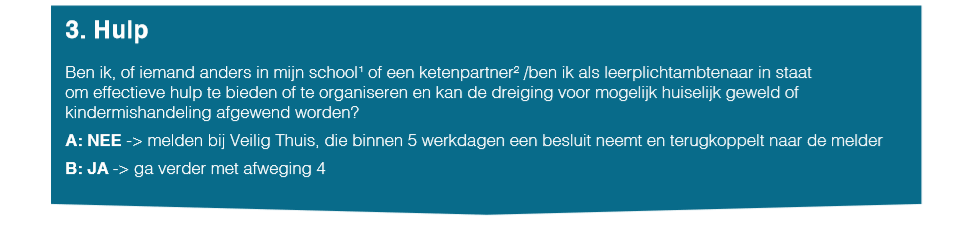 3. Hulp
Ben ik, of iemand anders in mijn school¹ of een ketenpartner² /ben ik als leerplichtambtenaar in staat
om effectieve hulp te bieden of te organiseren en kan de dreiging voor mogelijk huiselijk geweld of
kindermishandeling afgewend worden?
A: NEE -> melden bij Veilig Thuis, die binnen 5 werkdagen een besluit neemt en terugkoppelt naar de melder
B: JA -> ga verder met afweging 4